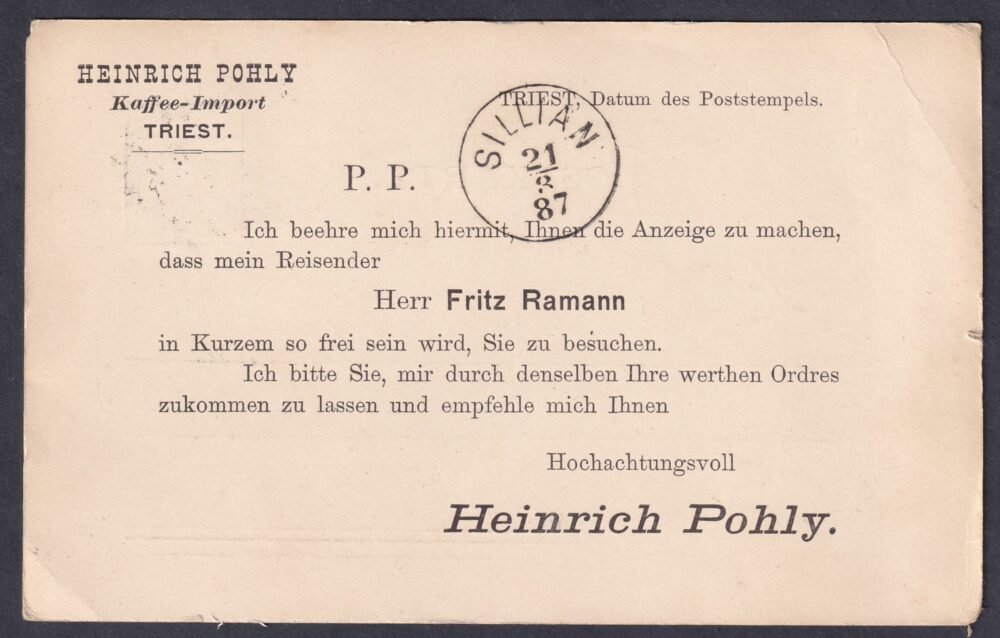 HEINRICH POHLY
Kaffee-Import
TRIEST.
TRIEST, Datum des Poststempels.
SILLIAN
21
8
87
P. P.
Ich beehre mich hiermit, Ihnen die Anzeige zu machen,
dass mein Reisender
Herr Fritz Ramann
in Kurzem so frei sein wird, Sie zu besuchen.
Ich bitte Sie, mir durch denselben Ihre werthen Ordres
zukommen zu lassen und empfehle mich Ihnen
Hochachtungsvoll
Heinrich Pohly.